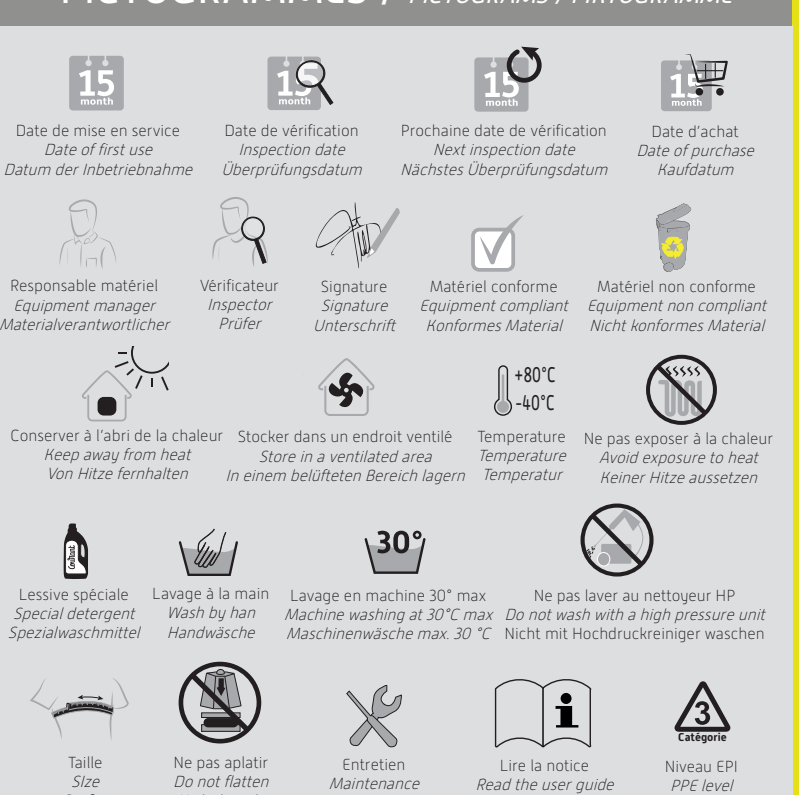 PICTOGRAMMES / PICTOGRAMS / PIKTOGRAMME
15 month
15 month
15 month
15 month
Date de mise en service
Date of first use
Datum der Inbetriebnahme
Date de vérification
Inspection date
Überprüfungsdatum
Prochaine date de vérification
Next inspection date
Nächstes Überprüfungsdatum
Date d'achat
Date of purchase
Kaufdatum
Responsable matériel
Equipment manager
Materialverantwortlicher
Vérificateur
Inspector
Prüfer
Signature
Signature
Unterschrift
Matériel conforme
Equipment compliant
Konformes Material
Matériel non conforme
Equipment non compliant
Nicht konformes Material
+80°C
-40°C
Conserver à l'abri de la chaleur
Keep away from heat
Von Hitze fernhalten
Stocker dans un endroit ventilé
Store in a ventilated area
In einem belüfteten Bereich lagern
Temperature
Temperature
Temperatur
Ne pas exposer à la chaleur
Avoid exposure to heat
Keiner Hitze aussetzen
Courant
30°
Lessive spéciale
Special detergent
Spezialwaschmittel
Lavage à la main
Wash by han
Handwäsche
Lavage en machine 30° max
Machine washing at 30°C max
Maschinenwäsche max. 30 °C
Ne pas laver au nettoyeur HP
Do not wash with a high pressure unit
Nicht mit Hochdruckreiniger waschen
i
3
Catégorie
Taille
SIze
Ne pas aplatir
Do not flatten
Entretien
Maintenance
Lire la notice
Read the user guide
Niveau EPI
PPE level